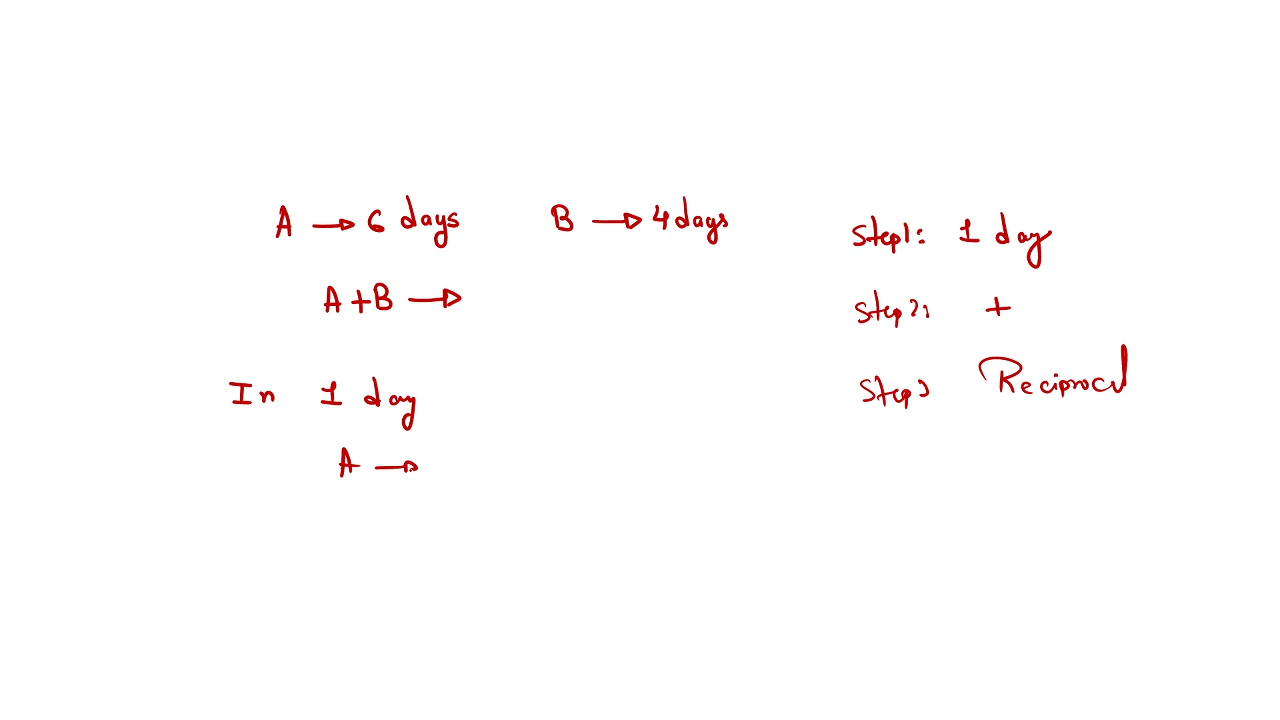 A → 6 days B → 4 days
A + B →
In 1 day
A →
Step1: 1 day
Step2: +
Step3 Reciprocal